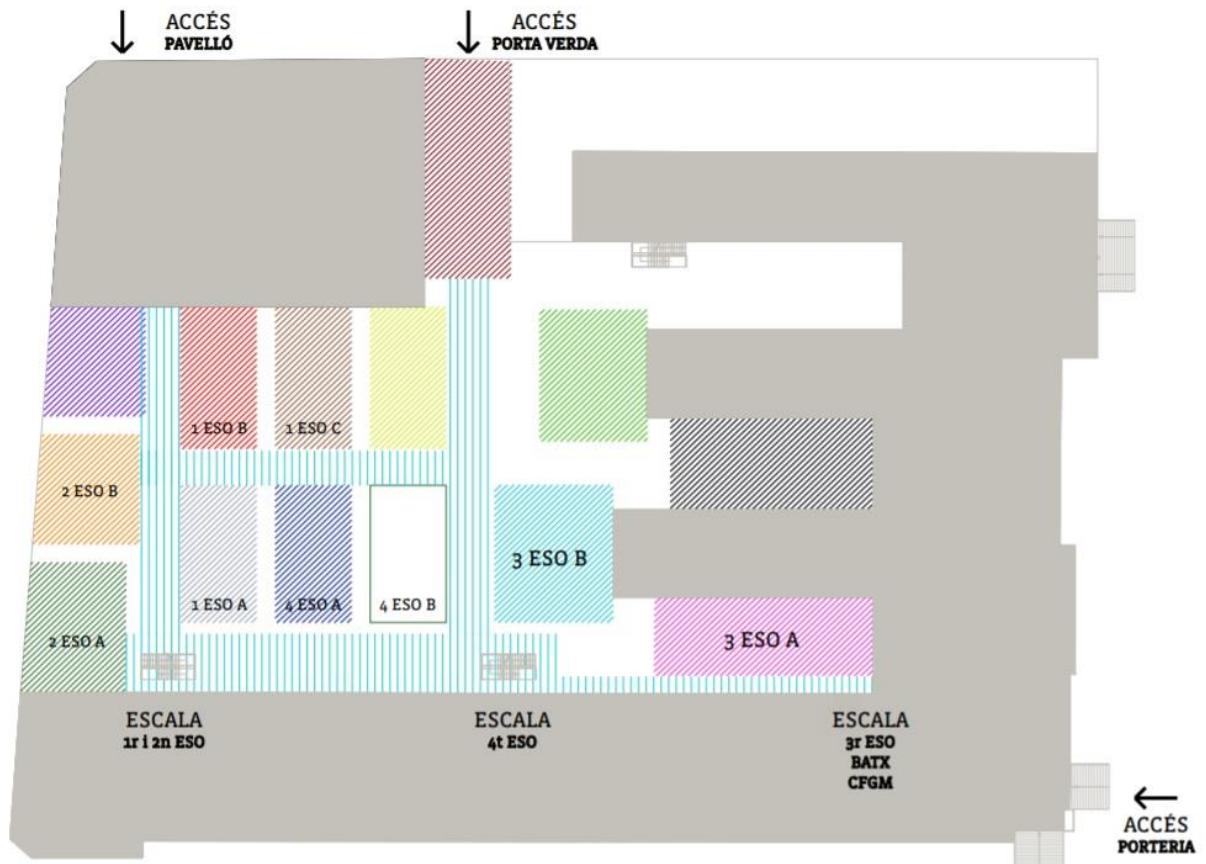 ACCÉS
PAVELLÓ
ACCÉS
PORTA VERDA
1 ESO B
1 ESO C
2 ESO B
3 ESO B
1 ESO A
4 ESO A
4 ESO B
2 ESO A
3 ESO A
ESCALA
1r i 2n ESO
ESCALA
4t ESO
ESCALA
3r ESO
BATX
CFGM
ACCÉS
PORTERIA